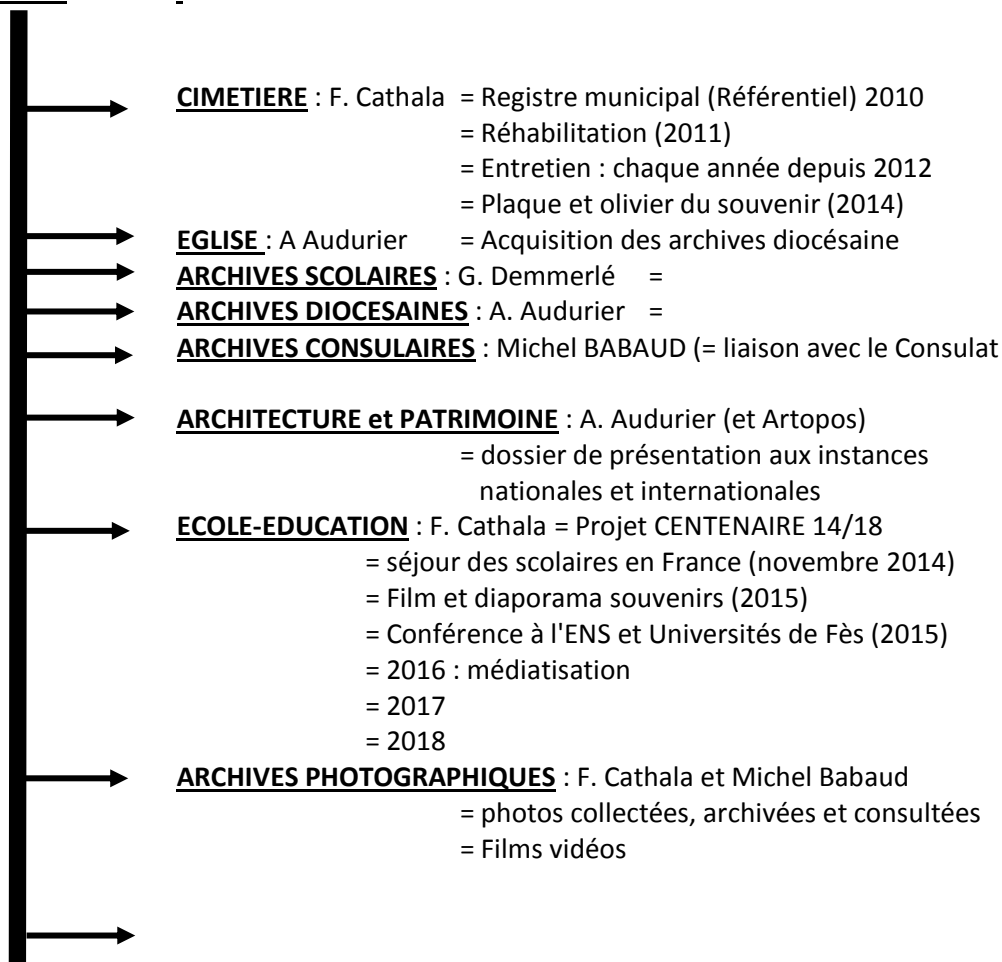 CIMETIERE : F. Cathala = Registre municipal (Référentiel) 2010
= Réhabilitation (2011)
= Entretien : chaque année depuis 2012
= Plaque et olivier du souvenir (2014)
EGLISE : A Audurier = Acquisition des archives diocésaine
ARCHIVES SCOLAIRES : G. Demmerlé =
ARCHIVES DIOCESAINES : A. Audurier =
ARCHIVES CONSULAIRES : Michel BABAUD (= liaison avec le Consulat
ARCHITECTURE et PATRIMOINE : A. Audurier (et Artopos)
= dossier de présentation aux instances
nationales et internationales
ECOLE-EDUCATION : F. Cathala = Projet CENTENAIRE 14/18
= séjour des scolaires en France (novembre 2014)
= Film et diaporama souvenirs (2015)
= Conférence à l'ENS et Universités de Fès (2015)
= 2016 : médiatisation
= 2017
= 2018
ARCHIVES PHOTOGRAPHIQUES : F. Cathala et Michel Babaud
= photos collectées, archivées et consultées
= Films vidéos